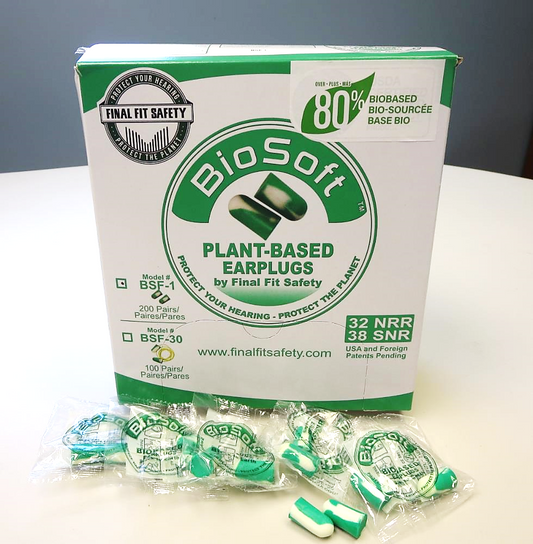 PROTECT YOUR HEARING
FINAL FIT SAFETY
PROTECT THE PLANET
OVER - PLUS - MÁS
80%
BIOBASED
BIO-SOURCÉE
BASE BIO
BioSoft™
PLANT-BASED
EARPLUGS
by Final Fit Safety
PROTECT YOUR HEARING - PROTECT THE PLANET
Model #
BSF-1
200 Pairs/
Paires/Pares
Model #
BSF-30
100 Pairs/
Paires/Pares
32 NRR
38 SNR
USA and Foreign
Patents Pending
www.finalfitsafety.com
BioSoft
BIOBASED
BioSoft
BIOBASED